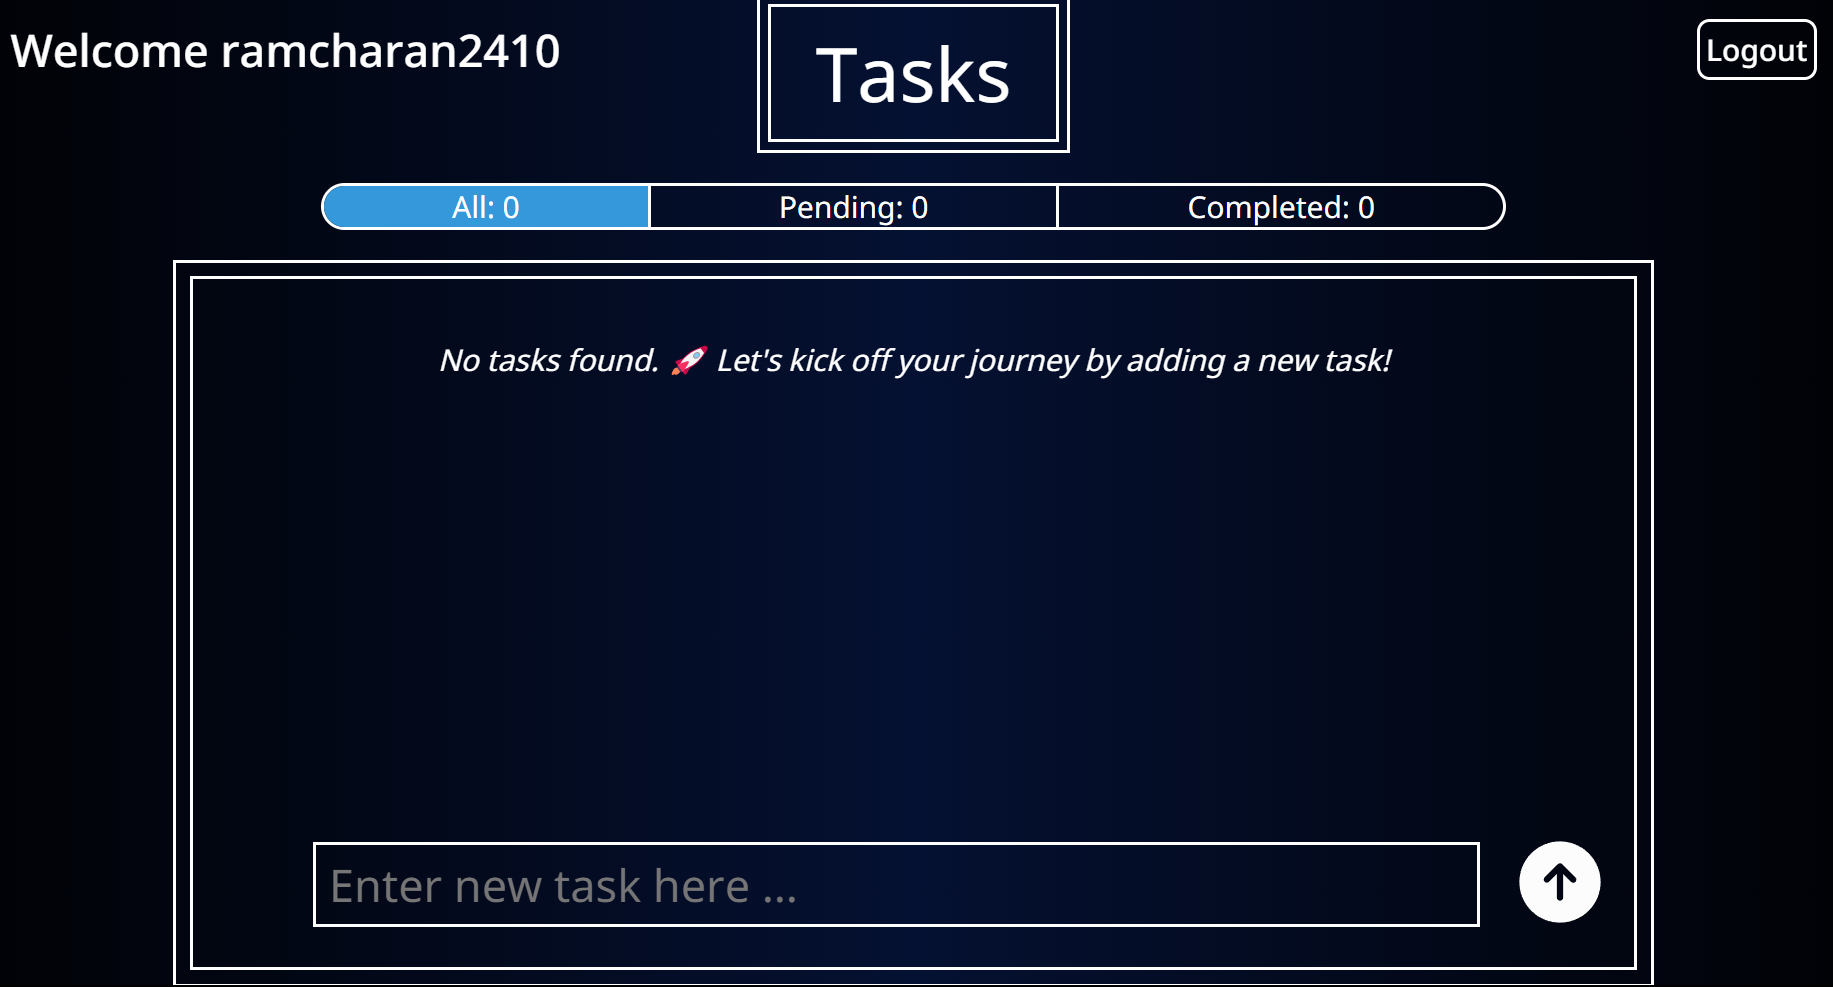 Welcome ramcharan2410
Tasks
Logout
All: 0
Pending: 0
Completed: 0
No tasks found. 🚀 Let's kick off your journey by adding a new task!
Enter new task here ...